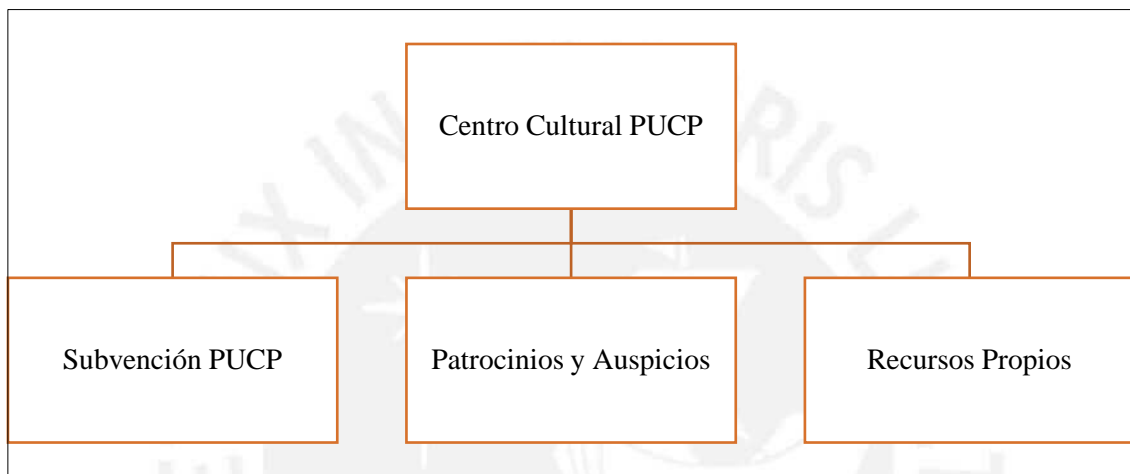 Centro Cultural PUCP
Subvención PUCP
Patrocinios y Auspicios
Recursos Propios